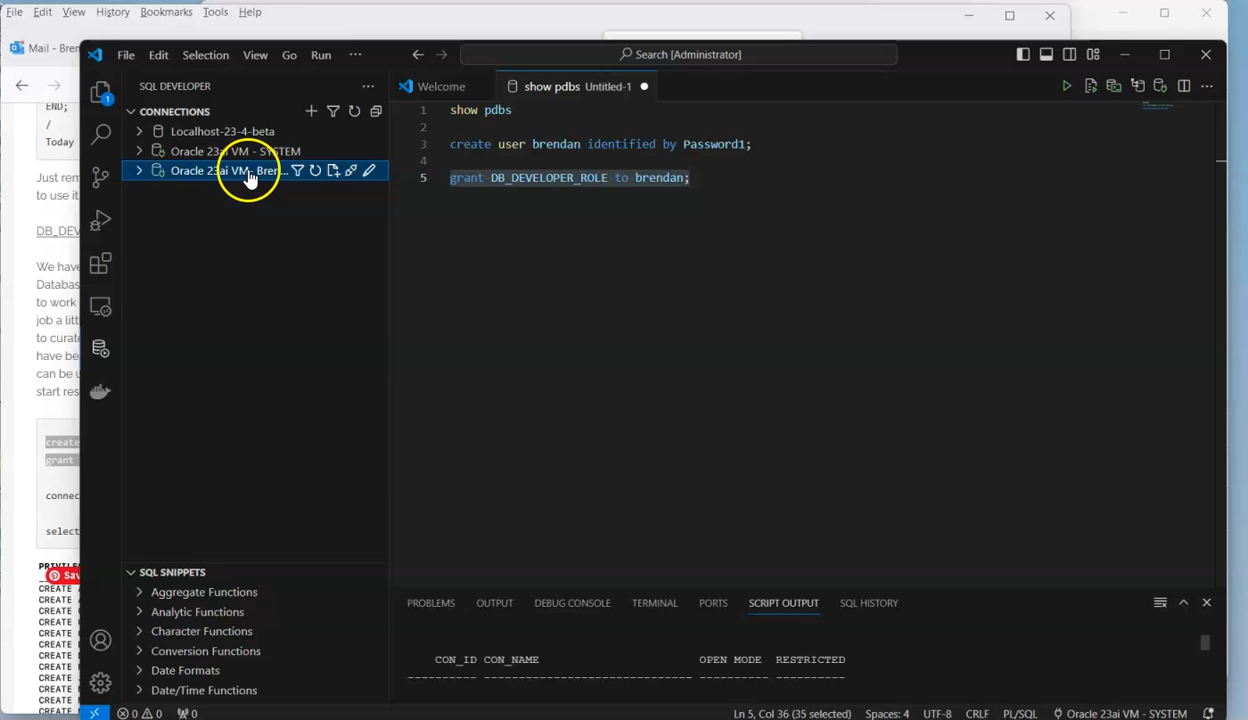 File Edit View History Bookmarks Tools Help
Mail - Bren
END;
/
Today
Just rem
to use it
DB_DEV
We have
Databas
to work
job a litt
to curate
have bee
can be u
start res
create
grant
connec
select
PRIVILE
Sav
CREATE
CREATE
CREATE
CREATE
CREATE
CREATE
CREATE
CREATE
CREATE
CREATE
CREATE
File Edit Selection View Go Run ···
Search [Administrator]
SQL DEVELOPER
1
CONNECTIONS
Localhost-23-4-beta
Oracle 23ai VM - SYSTEM
Oracle 23ai VM - Bren...
Welcome
show pdbs Untitled-1
1 show pdbs
2
3 create user brendan identified by Password1;
4
5 grant DB_DEVELOPER_ROLE to brendan;
SQL SNIPPETS
Aggregate Functions
Analytic Functions
Character Functions
Conversion Functions
Date Formats
Date/Time Functions
PROBLEMS OUTPUT DEBUG CONSOLE TERMINAL PORTS SCRIPT OUTPUT SQL HISTORY
CON_ID CON_NAME OPEN MODE RESTRICTED
---------- ------------------------------ ---------- ----------
0 0 0 Ln 5, Col 36 (35 selected) Spaces: 4 UTF-8 CRLF PL/SQL Oracle 23ai VM - SYSTEM